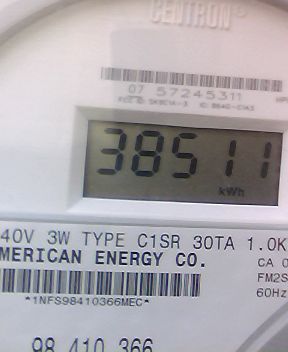 CENTRON®
07 57245311
38511
kWh
40V 3W TYPE C1SR 30TA 1.0K
MERICAN ENERGY CO.
CA 0
FM2S
60Hz
*1NFS98410366MEC*
98 410 366